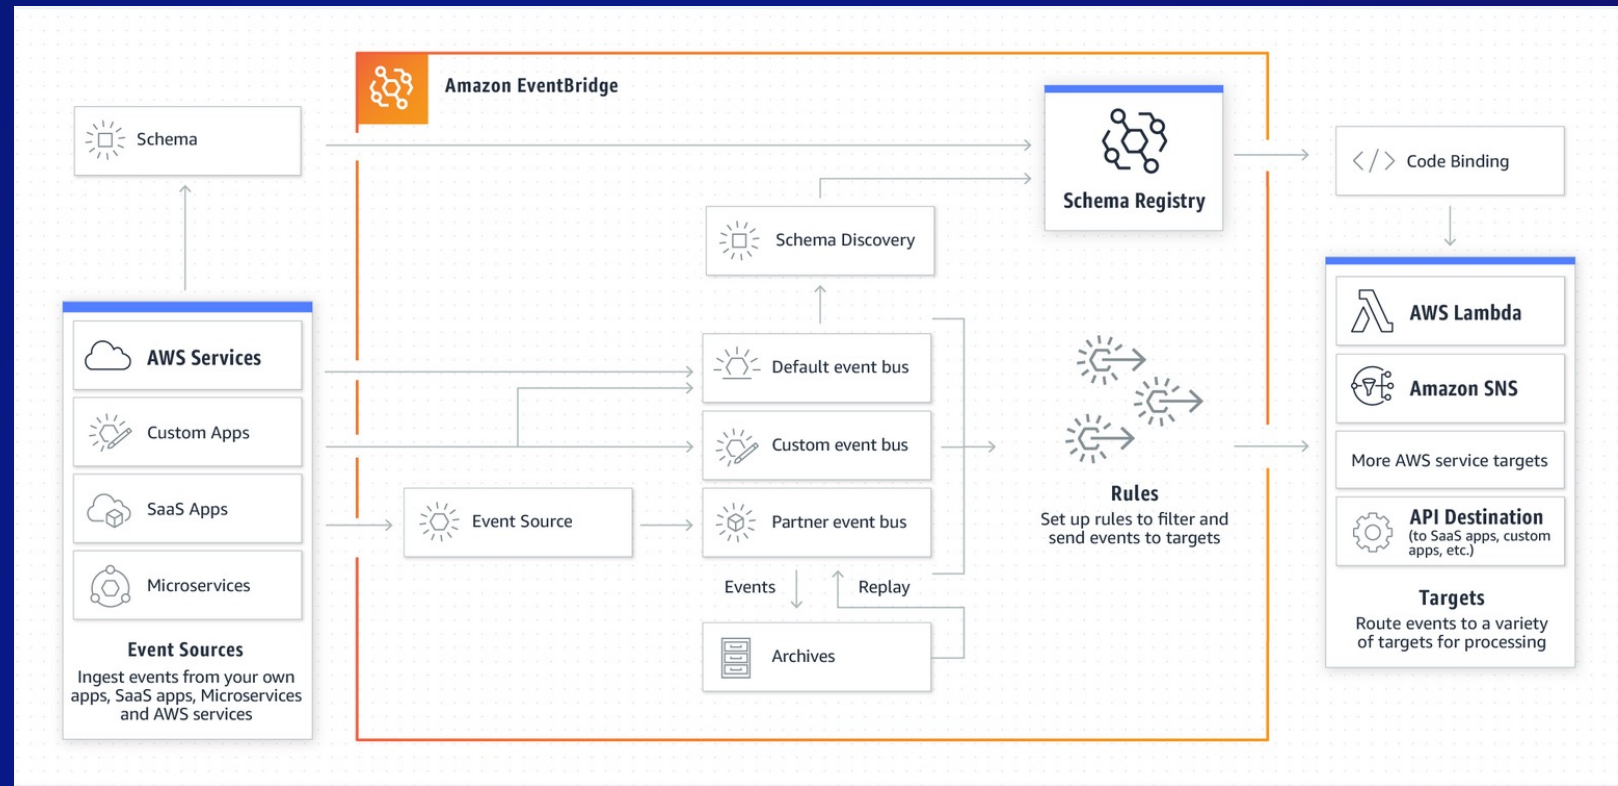 Amazon EventBridge
Schema
Schema Registry
Code Binding
Schema Discovery
AWS Services
Custom Apps
SaaS Apps
Microservices
Event Sources
Ingest events from your own
apps, SaaS apps, Microservices
and AWS services
Event Source
Default event bus
Custom event bus
Partner event bus
Events
Replay
Archives
Rules
Set up rules to filter and
send events to targets
AWS Lambda
Amazon SNS
More AWS service targets
API Destination
(to SaaS apps, custom
apps, etc.)
Targets
Route events to a variety
of targets for processing